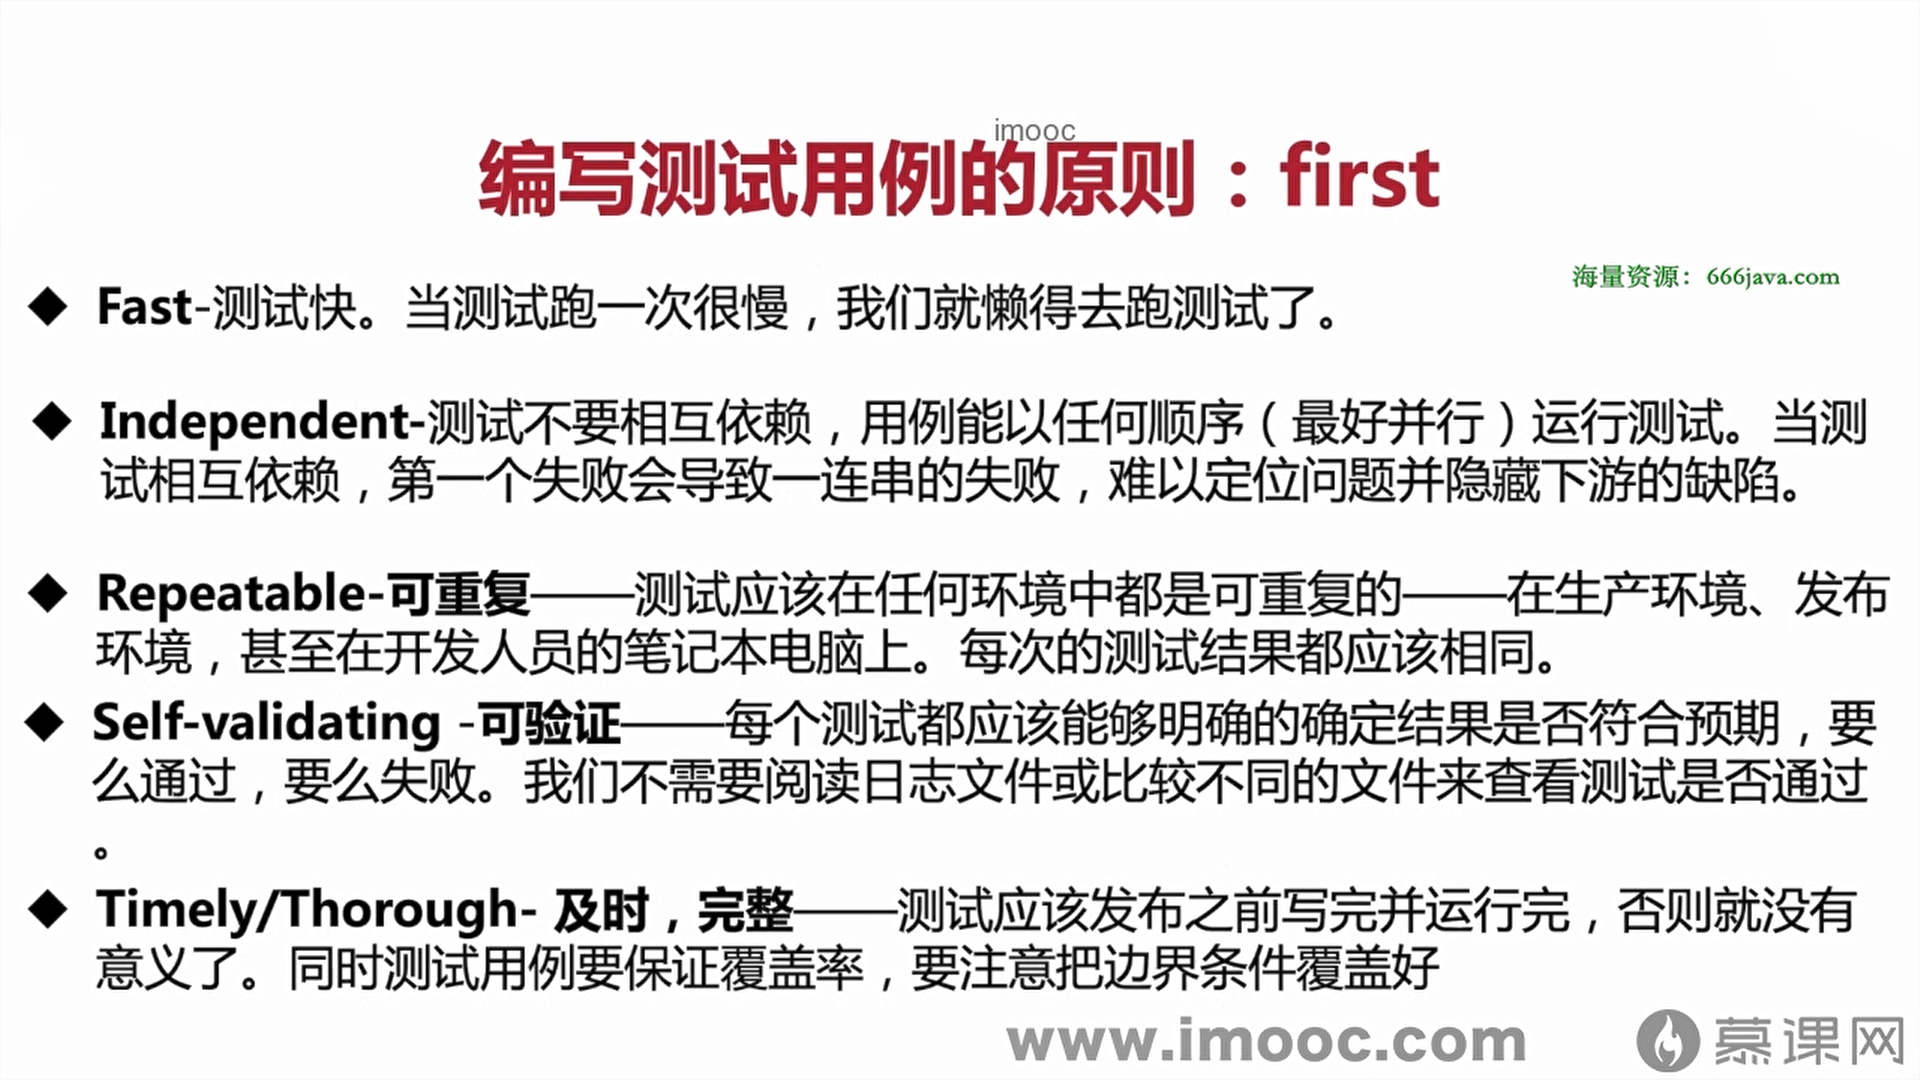 imooc
编写测试用例的原则：first
海量资源：666java.com
◆ Fast-测试快。当测试跑一次很慢，我们就懒得去跑测试了。
◆ Independent-测试不要相互依赖，用例能以任何顺序（最好并行）运行测试。当测
试相互依赖，第一个失败会导致一连串的失败，难以定位问题并隐藏下游的缺陷。
◆ Repeatable-可重复——测试应该在任何环境中都是可重复的——在生产环境、发布
环境，甚至在开发人员的笔记本电脑上。每次的测试结果都应该相同。
◆ Self-validating -可验证——每个测试都应该能够明确的确定结果是否符合预期，要
么通过，要么失败。我们不需要阅读日志文件或比较不同的文件来查看测试是否通过
。
◆ Timely/Thorough- 及时，完整——测试应该发布之前写完并运行完，否则就没有
意义了。同时测试用例要保证覆盖率，要注意把边界条件覆盖好
www.imooc.com
慕课网